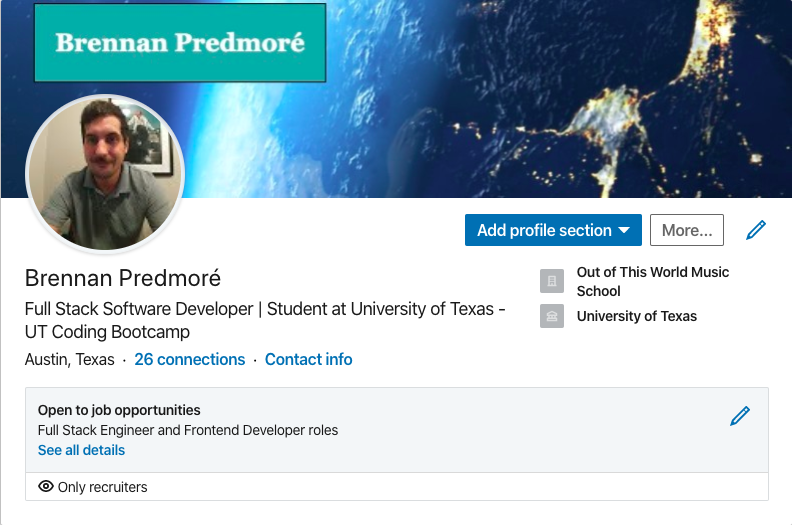 Brennan Predmoré
Add profile section
More...
Brennan Predmoré
Full Stack Software Developer | Student at University of Texas -
UT Coding Bootcamp
Austin, Texas · 26 connections · Contact info
Out of This World Music
School
University of Texas
Open to job opportunities
Full Stack Engineer and Frontend Developer roles
See all details
Only recruiters